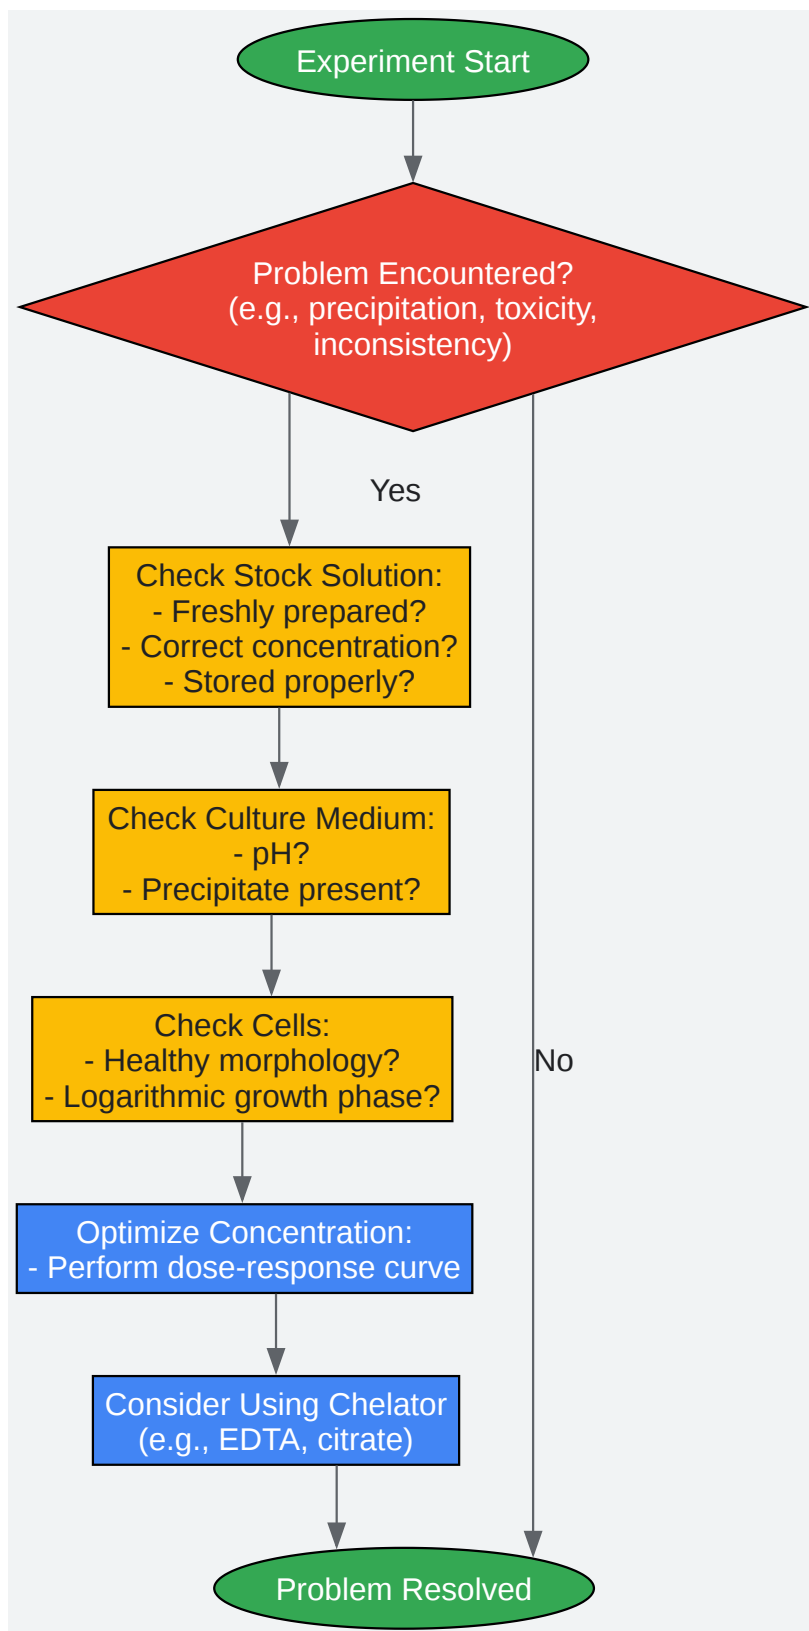 Experiment Start
Problem Encountered?
(e.g., precipitation, toxicity,
inconsistency)
Yes
Check Stock Solution:
- Freshly prepared?
- Correct concentration?
- Stored properly?
Check Culture Medium:
- pH?
- Precipitate present?
Check Cells:
- Healthy morphology?
- Logarithmic growth phase?
No
Optimize Concentration:
- Perform dose-response curve
Consider Using Chelator
(e.g., EDTA, citrate)
Problem Resolved